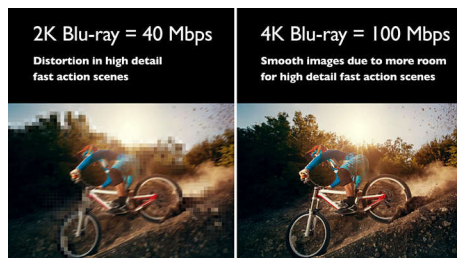 2K Blu-ray = 40 Mbps
Distortion in high detail
fast action scenes
4K Blu-ray = 100 Mbps
Smooth images due to more room
for high detail fast action scenes